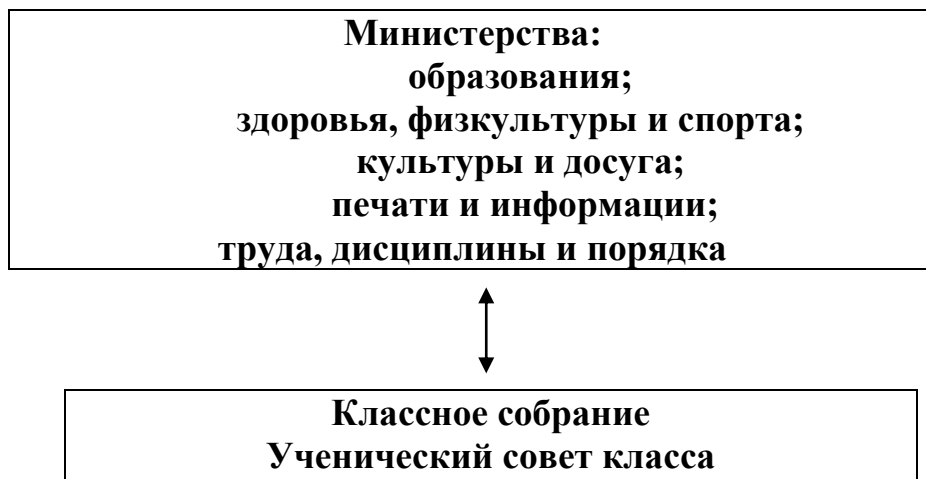 Министерства:
образования;
здоровья, физкультуры и спорта;
культуры и досуга;
печати и информации;
труда, дисциплины и порядка
Классное собрание
Ученический совет класса